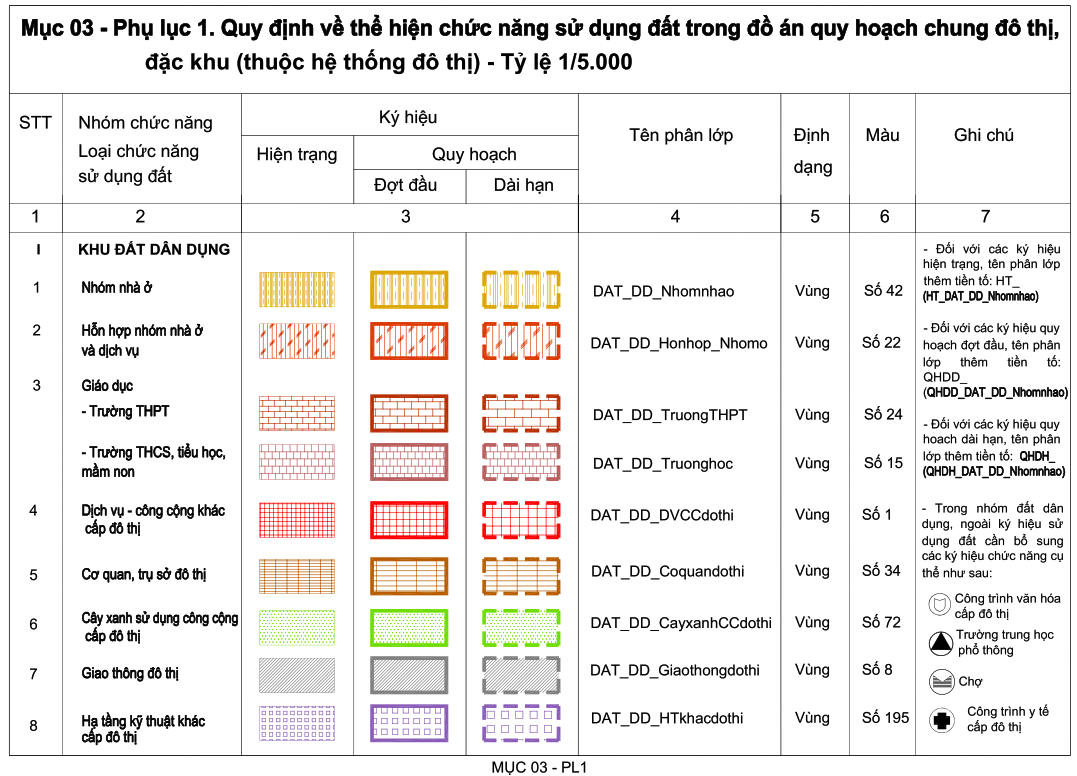 Mục 03 - Phụ lục 1. Quy định về thể hiện chức năng sử dụng đất trong đồ án quy hoạch chung đô thị,
đặc khu (thuộc hệ thống đô thị) - Tỷ lệ 1/5.000
STT
Nhóm chức năng
Loại chức năng
sử dụng đất
Ký hiệu
Hiện trạng
Quy hoạch
Đợt đầu
Dài hạn
Tên phân lớp
Định
dạng
Màu
Ghi chú
1 2 3 4 5 6 7
I KHU ĐẤT DÂN DỤNG
1 Nhóm nhà ở DAT_DD_Nhomnhao Vùng Số 42
2 Hỗn hợp nhóm nhà ở
và dịch vụ DAT_DD_Honhop_Nhomo Vùng Số 22
3 Giáo dục
- Trường THPT DAT_DD_TruongTHPT Vùng Số 24
- Trường THCS, tiểu học,
mầm non DAT_DD_Truonghoc Vùng Số 15
4 Dịch vụ - công cộng khác
cấp đô thị DAT_DD_DVCCdothi Vùng Số 1
5 Cơ quan, trụ sở đô thị DAT_DD_Coquandothi Vùng Số 34
6 Cây xanh sử dụng công cộng
cấp đô thị DAT_DD_CayxanhCCdothi Vùng Số 72
7 Giao thông đô thị DAT_DD_Giaothongdothi Vùng Số 8
8 Hạ tầng kỹ thuật khác
cấp đô thị DAT_DD_HTkhacdothi Vùng Số 195
- Đối với các ký hiệu
hiện trạng, tên phân lớp
thêm tiền tố: HT_
(HT_DAT_DD_Nhomnhao)
- Đối với các ký hiệu quy
hoạch đợt đầu, tên phân
lớp thêm tiền tố:
QHDD_
(QHDD_DAT_DD_Nhomnhao)
- Đối với các ký hiệu quy
hoach dài hạn, tên phân
lớp thêm tiền tố: QHDH_
(QHDH_DAT_DD_Nhomnhao)
- Trong nhóm đất dân
dụng, ngoài ký hiệu sử
dụng đất cần bổ sung
các ký hiệu chức năng cụ
thể như sau:
Công trình văn hóa
cấp đô thị
Trường trung học
phổ thông
Chợ
Công trình y tế
cấp đô thị
MỤC 03 - PL1